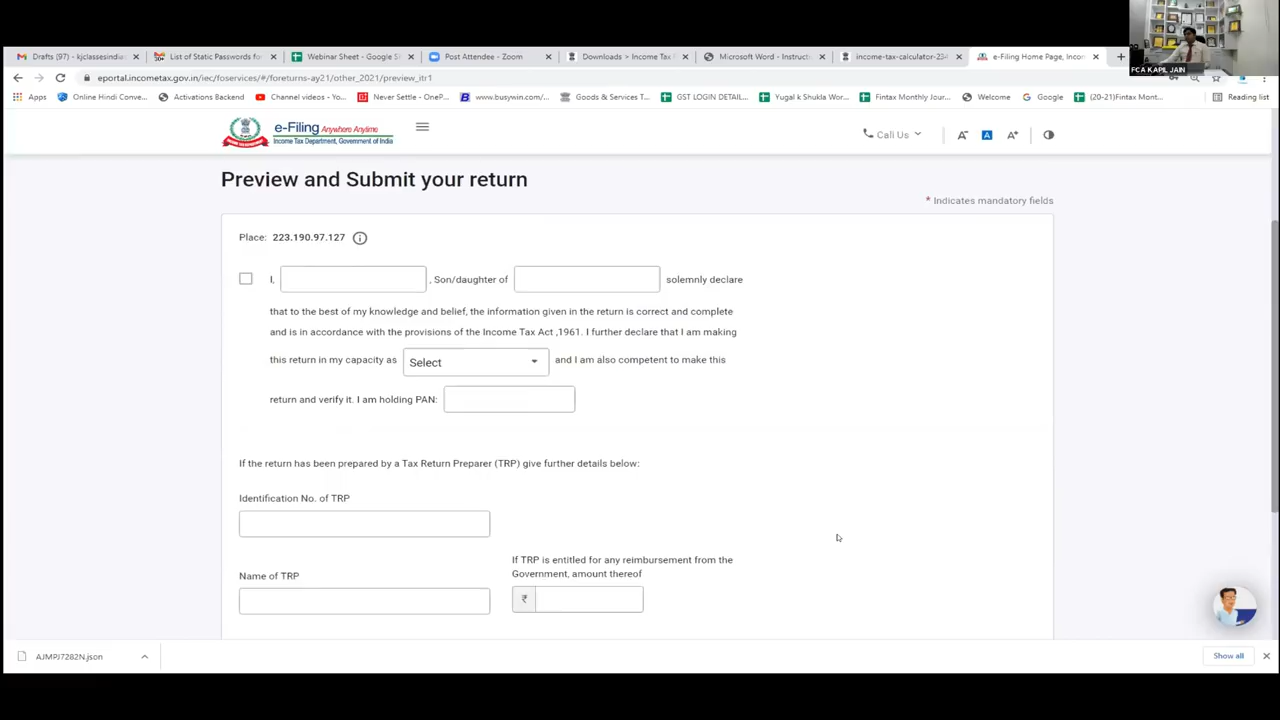 Drafts (97) - kjclassesindia
List of Static Passwords for
Webinar Sheet - Google S
Post Attendee - Zoom
Downloads > Income Tax
Microsoft Word - Instructi
income-tax-calculator-234
e-Filing Home Page, Incom
FCA KAPIL JAIN
eportal.incometax.gov.in/iec/foservices/#/foreturns-ay21/other_2021/preview_itr1
Online Hindi Conve...
Activations Backend
Channel videos - Yo...
Never Settle - OneP...
www.busywin.com/...
Goods & Services T...
GST LOGIN DETAIL...
Yugal k Shukla Wor...
Fintax Monthly Jour...
Welcome
Google
(20-21)Fintax Mont...
Reading list
e-Filing Anywhere Anytime
Income Tax Department, Government of India
Call Us
A-
A
A+
Preview and Submit your return
* Indicates mandatory fields
Place: 223.190.97.127
I, , Son/daughter of solemnly declare
that to the best of my knowledge and belief, the information given in the return is correct and complete
and is in accordance with the provisions of the Income Tax Act ,1961. I further declare that I am making
this return in my capacity as Select and I am also competent to make this
return and verify it. I am holding PAN:
If the return has been prepared by a Tax Return Preparer (TRP) give further details below:
Identification No. of TRP
If TRP is entitled for any reimbursement from the
Government, amount thereof
Name of TRP
₹
AJMPJ7282N.json
Show all